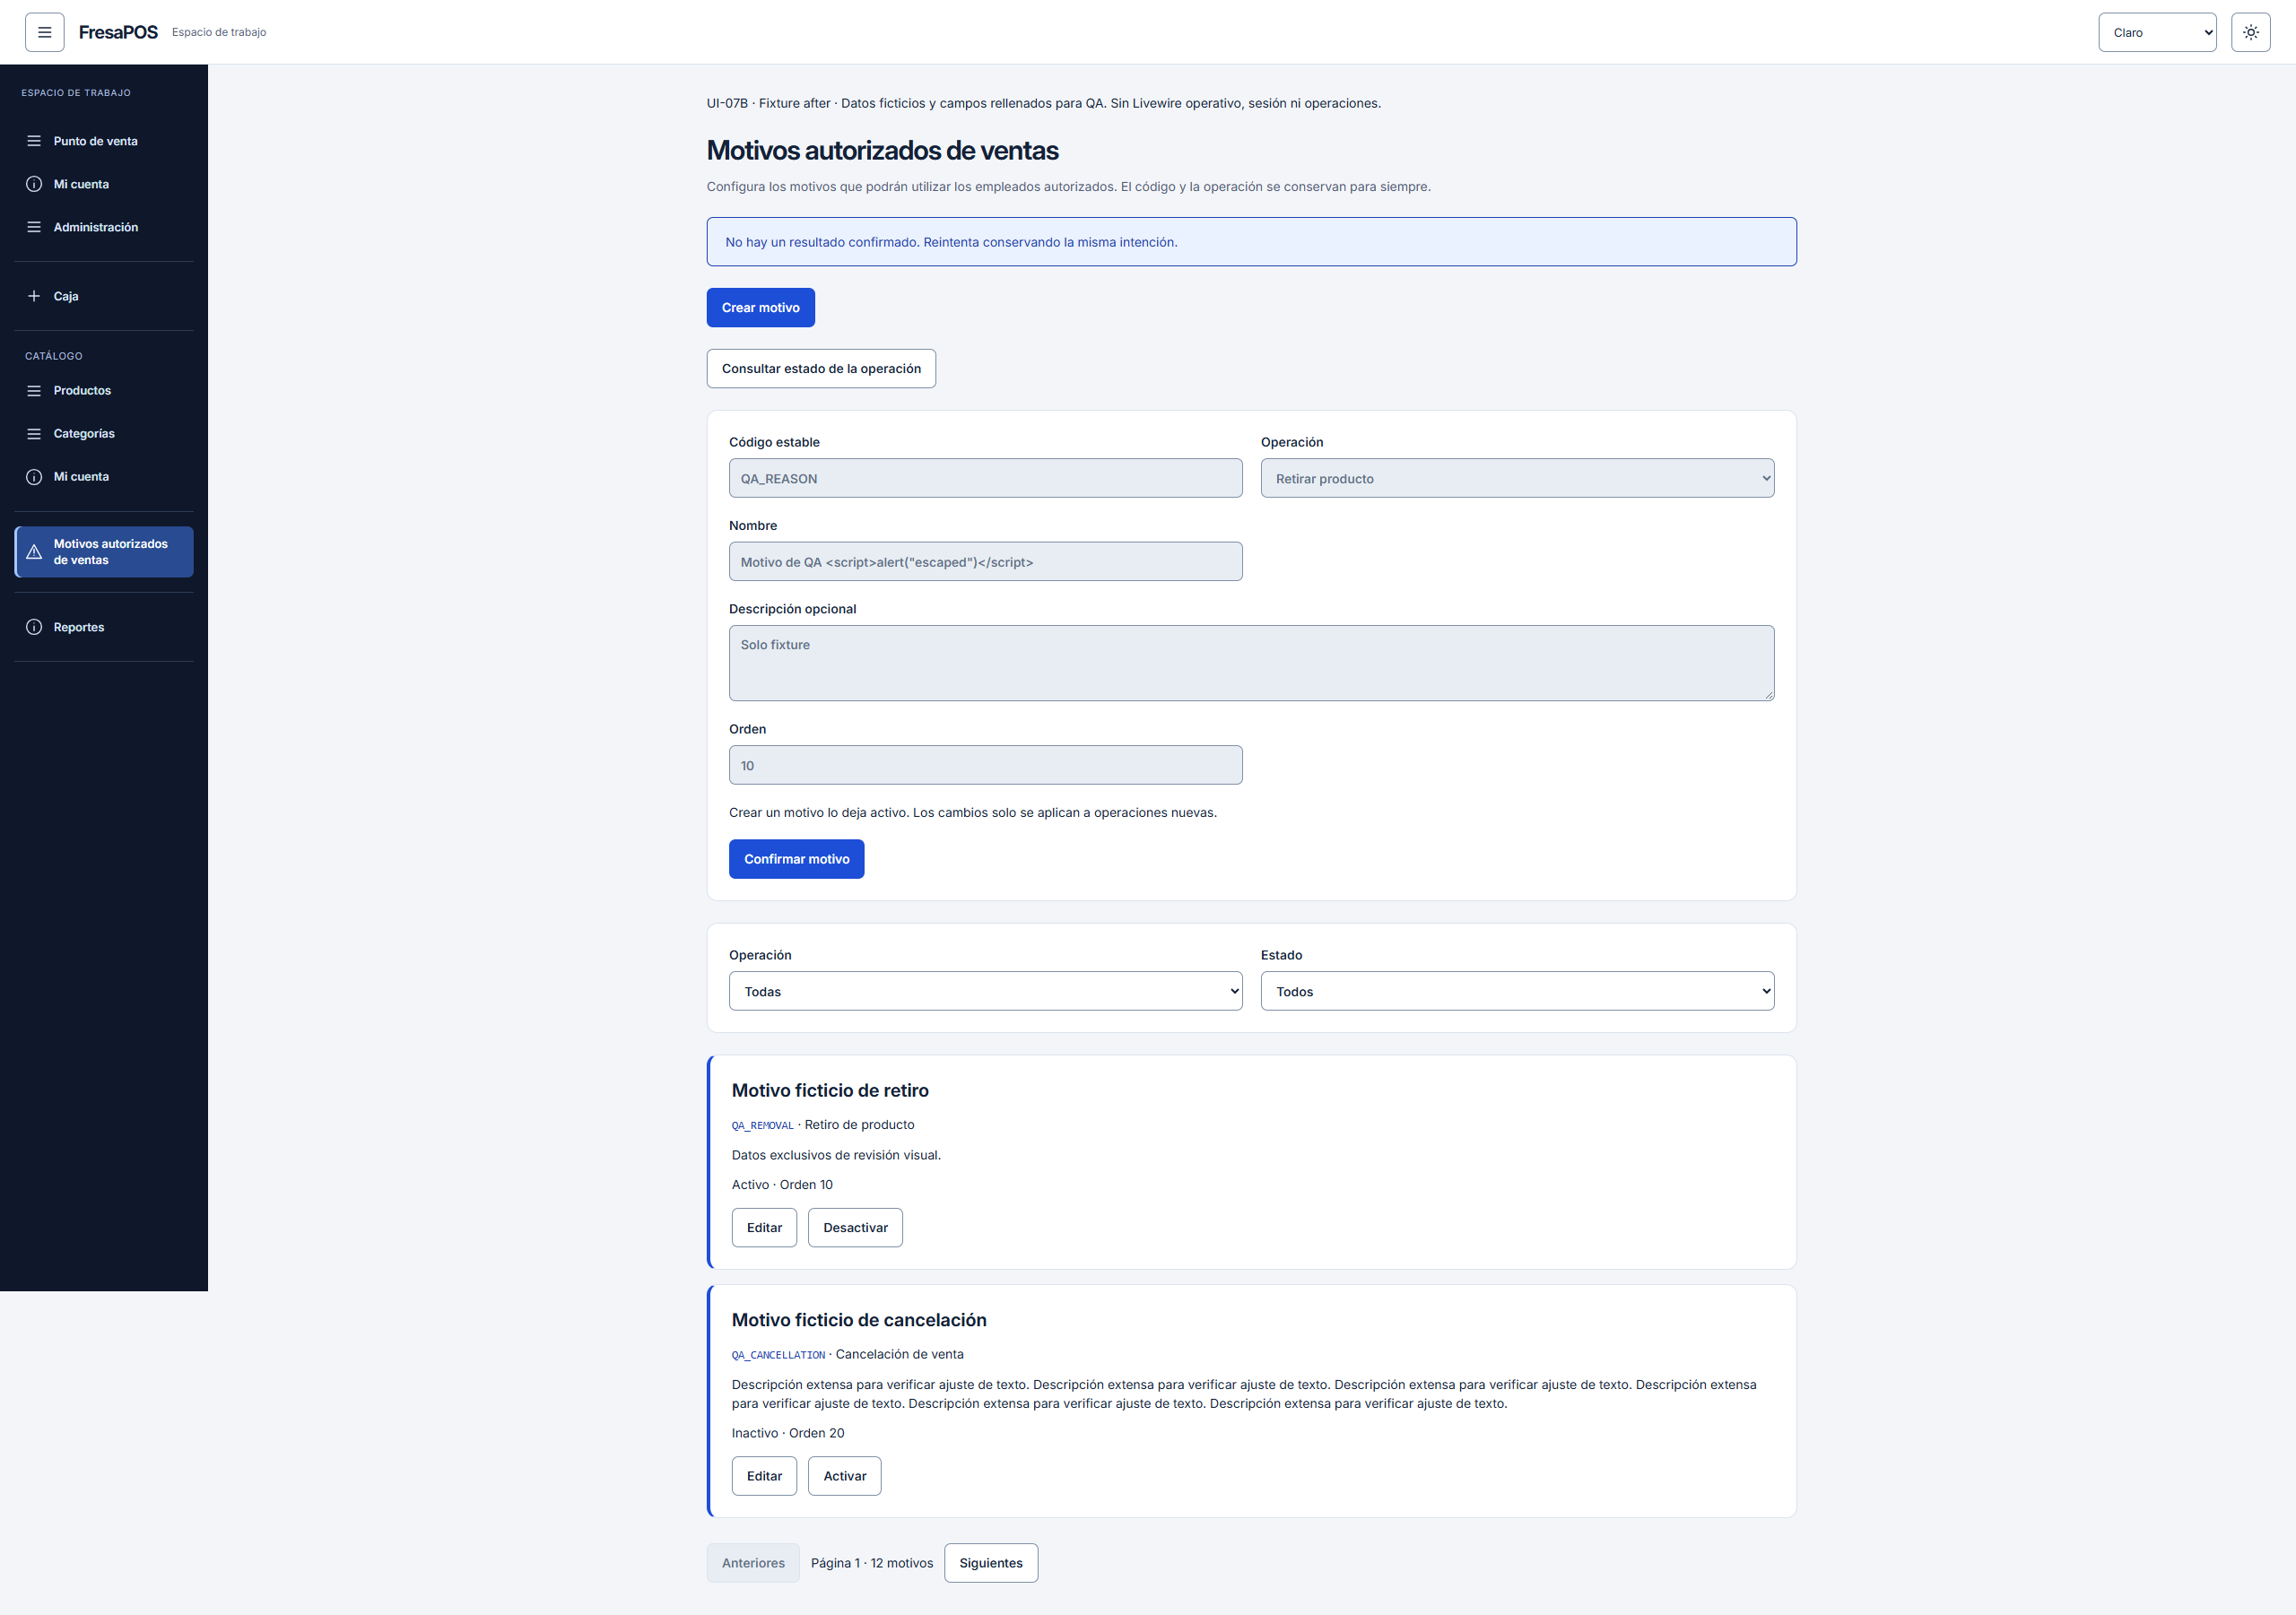 FresaPOS
Espacio de trabajo
Claro
ESPACIO DE TRABAJO
Punto de venta
Mi cuenta
Administración
Caja
CATÁLOGO
Productos
Categorías
Mi cuenta
Motivos autorizados
de ventas
Reportes
UI-07B · Fixture after · Datos ficticios y campos rellenados para QA. Sin Livewire operativo, sesión ni operaciones.
Motivos autorizados de ventas
Configura los motivos que podrán utilizar los empleados autorizados. El código y la operación se conservan para siempre.
No hay un resultado confirmado. Reintenta conservando la misma intención.
Crear motivo
Consultar estado de la operación
Código estable
Operación
QA_REASON
Retirar producto
Nombre
Motivo de QA <script>alert("escaped")</script>
Descripción opcional
Solo fixture
Orden
10
Crear un motivo lo deja activo. Los cambios solo se aplican a operaciones nuevas.
Confirmar motivo
Operación
Estado
Todas
Todos
Motivo ficticio de retiro
QA_REMOVAL · Retiro de producto
Datos exclusivos de revisión visual.
Activo · Orden 10
Editar
Desactivar
Motivo ficticio de cancelación
QA_CANCELLATION · Cancelación de venta
Descripción extensa para verificar ajuste de texto. Descripción extensa para verificar ajuste de texto. Descripción extensa para verificar ajuste de texto. Descripción extensa
para verificar ajuste de texto. Descripción extensa para verificar ajuste de texto. Descripción extensa para verificar ajuste de texto.
Inactivo · Orden 20
Editar
Activar
Anteriores
Página 1 · 12 motivos
Siguientes